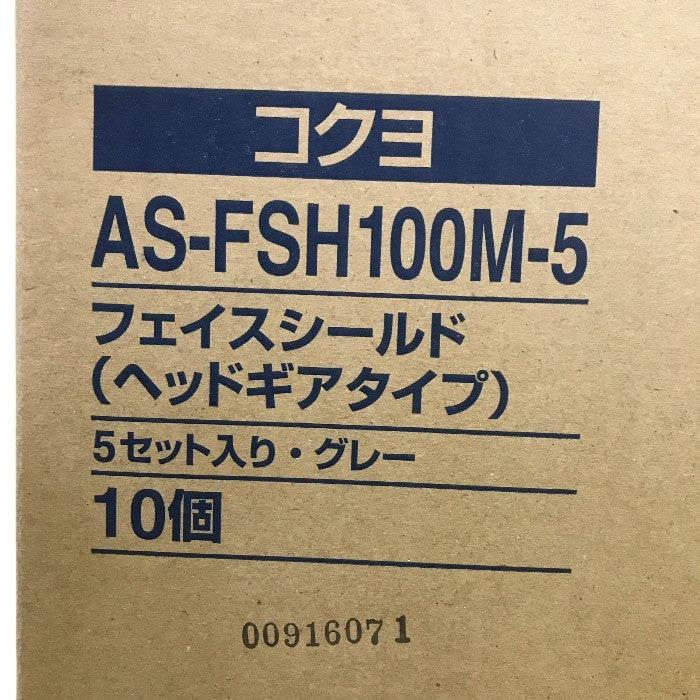 コクヨ
AS-FSH100M-5
フェイスシールド
(ヘッドギアタイプ)
5セット入り・グレー
10個
00916071